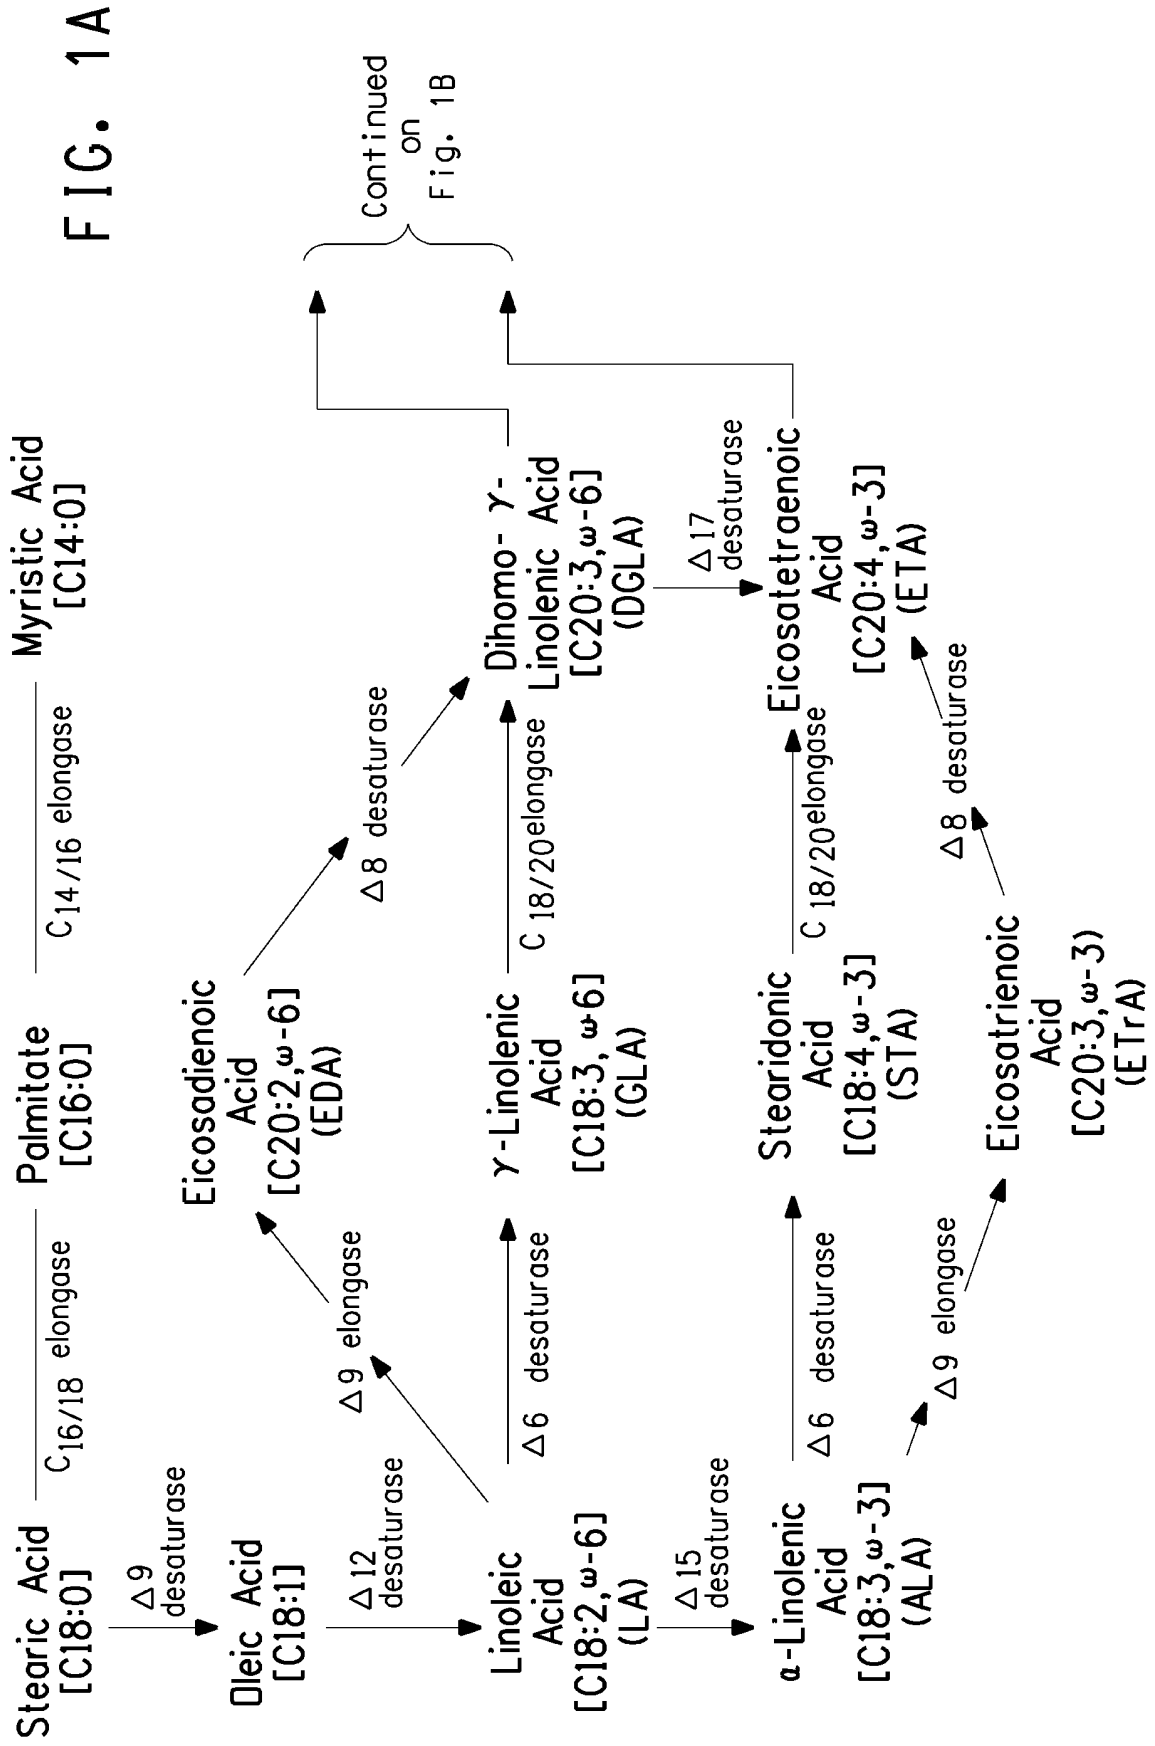 FIG. 1A
Stearic Acid
[C18:0]
C16/18 elongase
Palmitate
[C16:0]
C14/16 elongase
Myristic Acid
[C14:0]
Δ9
desaturase
Oleic Acid
[C18:1]
Δ12
desaturase
Linoleic
Acid
[C18:2,ω-6]
(LA)
Δ9 elongase
Eicosadienoic
Acid
[C20:2,ω-6]
(EDA)
Δ8 desaturase
Δ6 desaturase
γ-Linolenic
Acid
[C18:3, ω-6]
(GLA)
C18/20elongase
Dihomo- γ-
Linolenic Acid
[C20:3,ω-6]
(DGLA)
Continued
on
Fig. 1B
Δ15
desaturase
Δ17
desaturase
α-Linolenic
Acid
[C18:3,ω-3]
(ALA)
Δ6 desaturase
Stearidonic
Acid
[C18:4,ω-3]
(STA)
C18/20elongase
Eicosatetraenoic
Acid
[C20:4,ω-3]
(ETA)
Δ9 elongase
Eicosatrienoic
Acid
[C20:3,ω-3)
(ETrA)
Δ8 desaturase